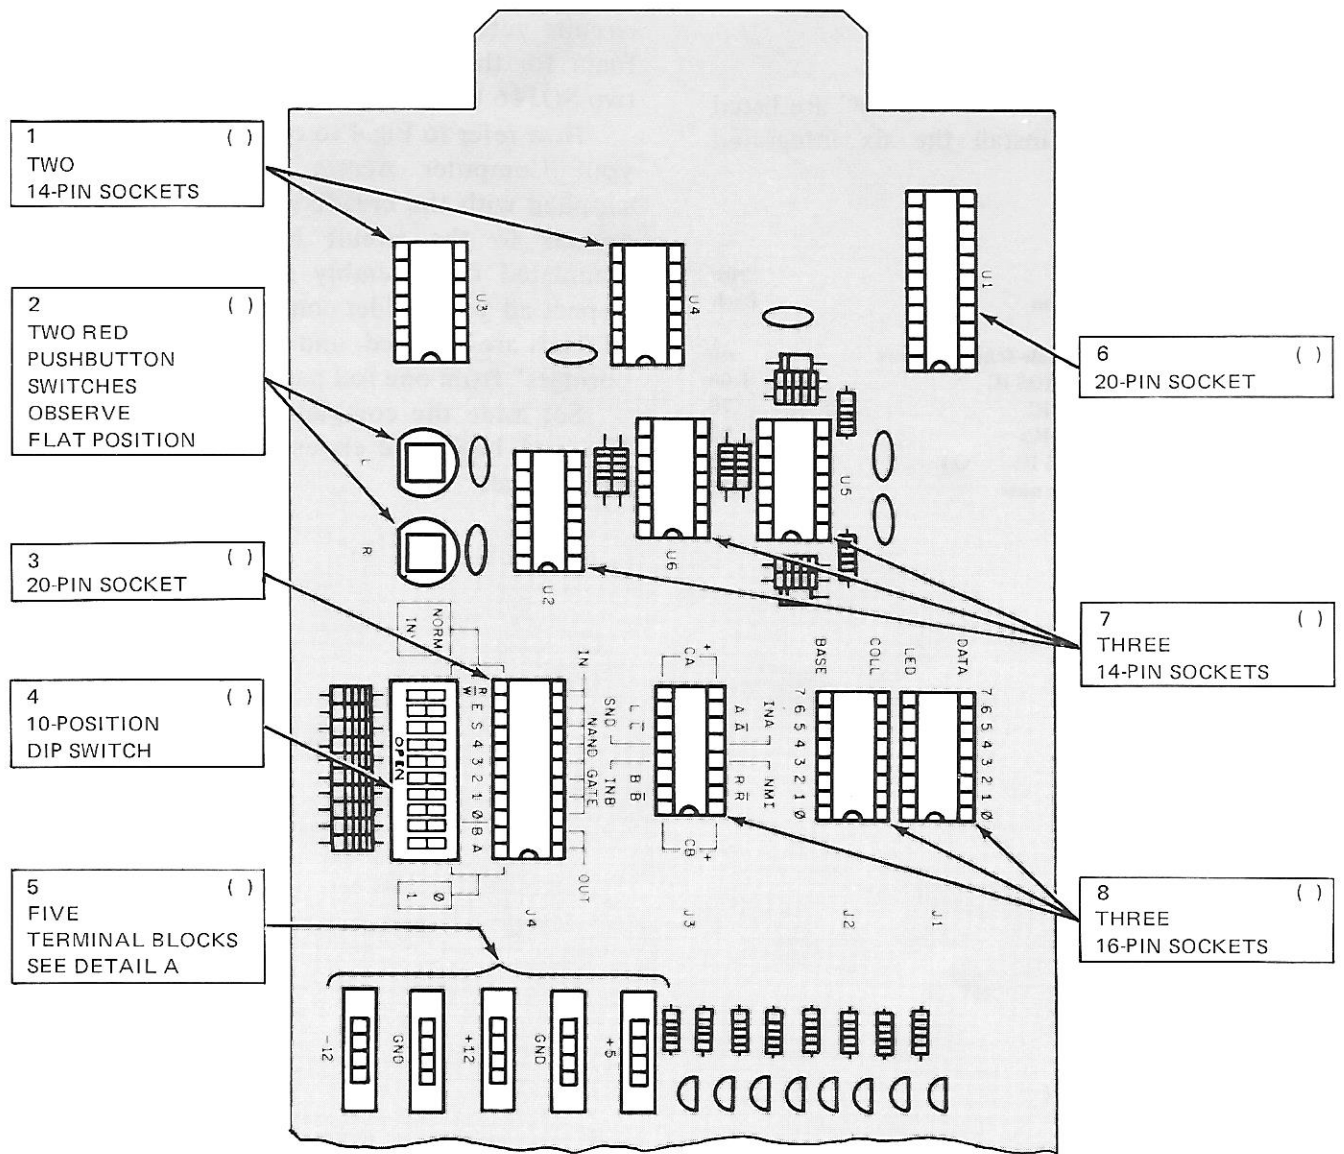 1 ( )
TWO
14-PIN SOCKETS
2 ( )
TWO RED
PUSHBUTTON
SWITCHES
OBSERVE
FLAT POSITION
3 ( )
20-PIN SOCKET
4 ( )
10-POSITION
DIP SWITCH
5 ( )
FIVE
TERMINAL BLOCKS
SEE DETAIL A
6 ( )
20-PIN SOCKET
7 ( )
THREE
14-PIN SOCKETS
8 ( )
THREE
16-PIN SOCKETS
U3
U4
U1
L
R
U2
U6
U5
NORM
INV
IN
NAND GATE
OUT
R/W̅ E S 4 3 2 1 0 B A
OPEN
1 0
J4
+
CA
SND
L L̅
A A̅
INA
INB
B B̅
R R̅
NMI
CB
+
J3
BASE
COLL
7 6 5 4 3 2 1 0
J2
LED
DATA
7 6 5 4 3 2 1 0
J1
-12
GND
+12
GND
+5